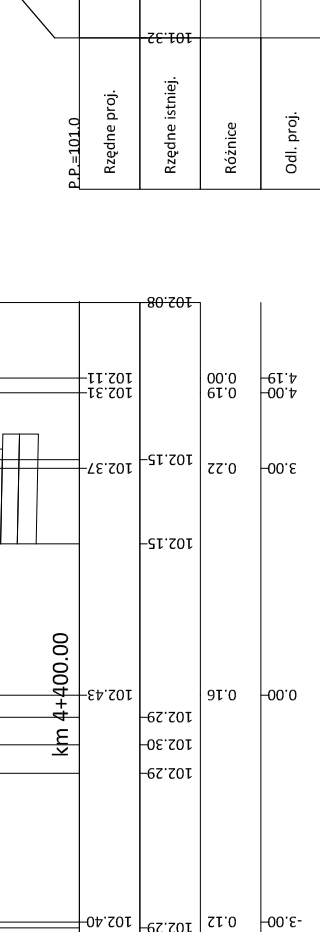 101.32
P.P.=101.0
Rzędne proj.
Rzędne istniej.
Różnice
Odl. proj.
102.08
102.11 0.00 4.19
102.31 0.19 4.00
102.15
102.37 0.22 3.00
102.15
km 4+400.00
102.43 0.16 0.00
102.29
102.30
102.29
102.40 102.29 0.12 -3.00